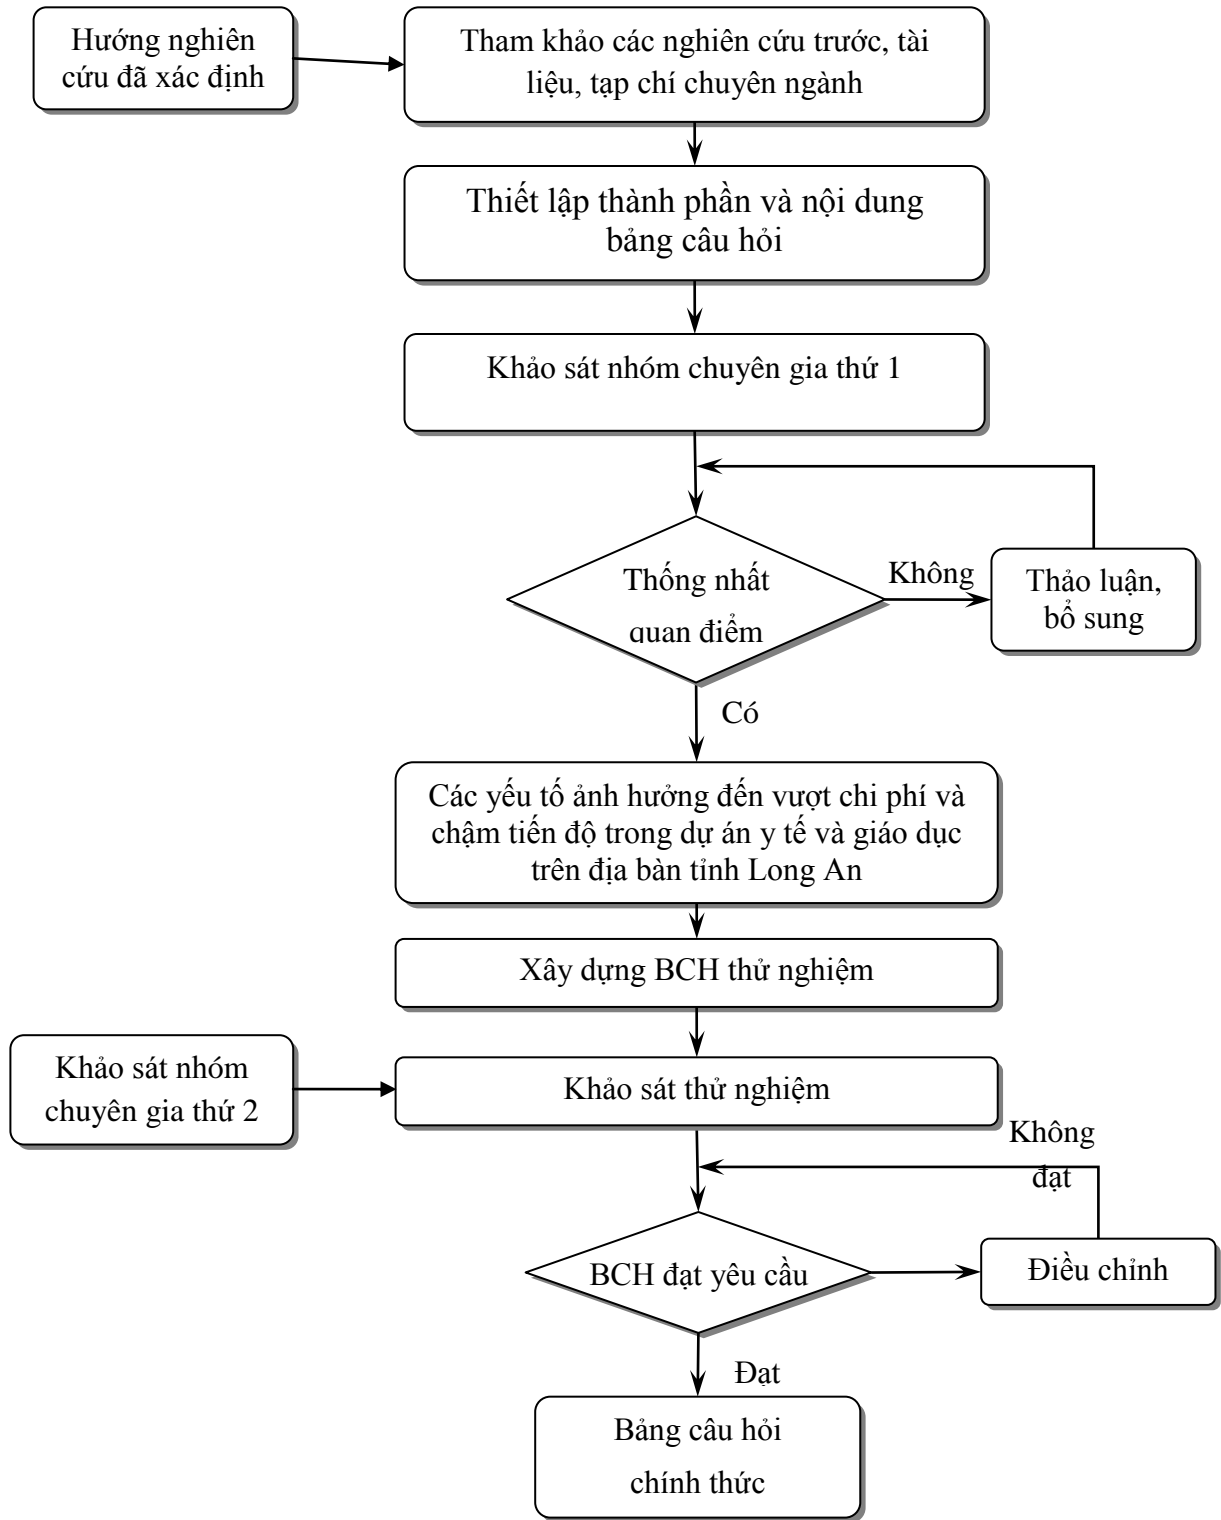 Hướng nghiên
cứu đã xác định
Tham khảo các nghiên cứu trước, tài
liệu, tạp chí chuyên ngành
Thiết lập thành phần và nội dung
bảng câu hỏi
Khảo sát nhóm chuyên gia thứ 1
Thống nhất
quan điểm
Không
Thảo luận,
bổ sung
Có
Các yếu tố ảnh hưởng đến vượt chi phí và
chậm tiến độ trong dự án y tế và giáo dục
trên địa bàn tỉnh Long An
Xây dựng BCH thử nghiệm
Khảo sát nhóm
chuyên gia thứ 2
Khảo sát thử nghiệm
Không
đạt
BCH đạt yêu cầu
Điều chỉnh
Đạt
Bảng câu hỏi
chính thức